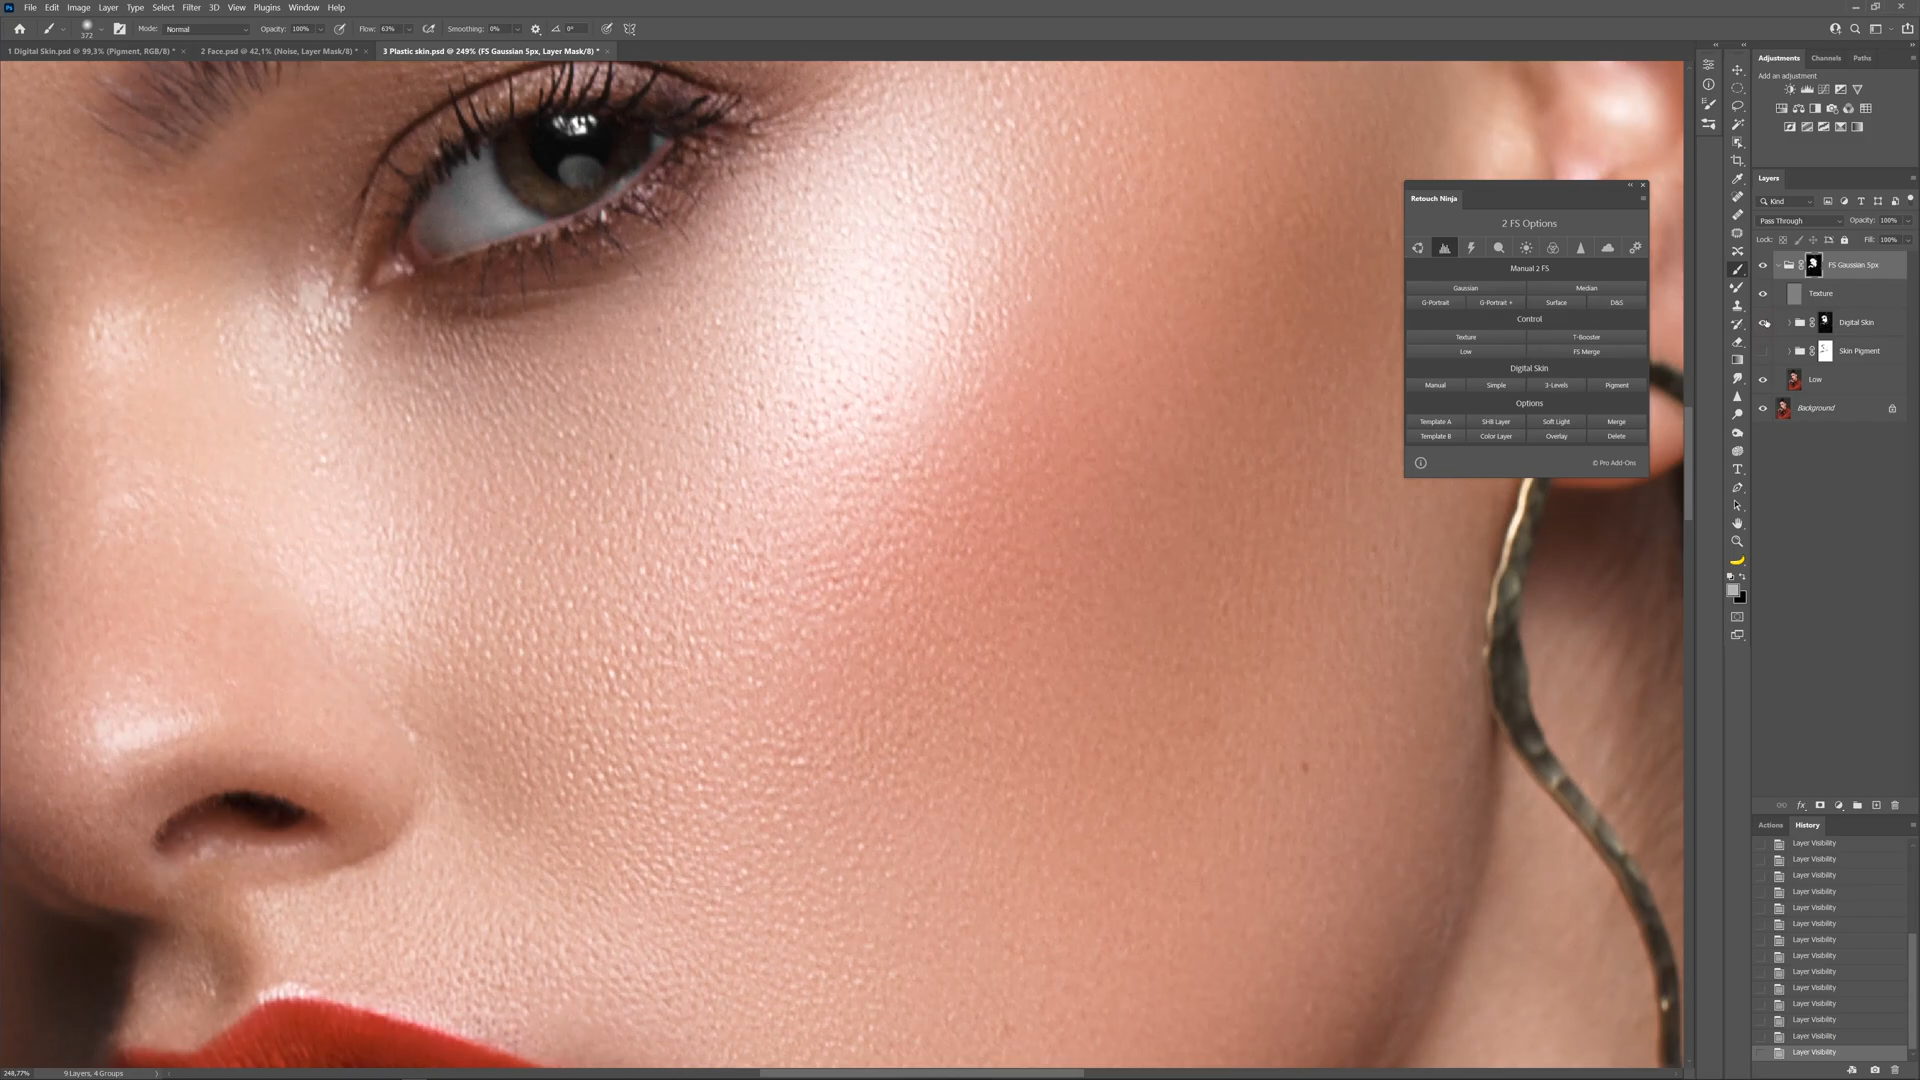 File Edit Image Layer Type Select Filter 3D View Plugins Window Help
372 Mode: Normal Opacity: 100% Flow: 63% Smoothing: 0% 0°
1 Digital Skin.psd @ 99,3% (Pigment, RGB/8) * × 2 Face.psd @ 42,1% (Noise, Layer Mask/8) * × 3 Plastic skin.psd @ 249% (FS Gaussian 5px, Layer Mask/8) * ×
Adjustments Channels Paths
Add an adjustment
Layers
Kind
Pass Through Opacity: 100%
Lock: Fill: 100%
FS Gaussian 5px
Texture
Digital Skin
Skin Pigment
Low
Background
Retouch Ninja
2 FS Options
Manual 2 FS
Gaussian Median
G-Portrait G-Portrait + Surface D&S
Control
Texture T-Booster
Low FS Merge
Digital Skin
Manual Simple 3-Levels Pigment
Options
Template A SHB Layer Soft Light Merge
Template B Color Layer Overlay Delete
© Pro Add-Ons
Actions History
Layer Visibility
Layer Visibility
Layer Visibility
Layer Visibility
Layer Visibility
Layer Visibility
Layer Visibility
Layer Visibility
Layer Visibility
Layer Visibility
Layer Visibility
Layer Visibility
Layer Visibility
Layer Visibility
248,77% 9 Layers, 4 Groups